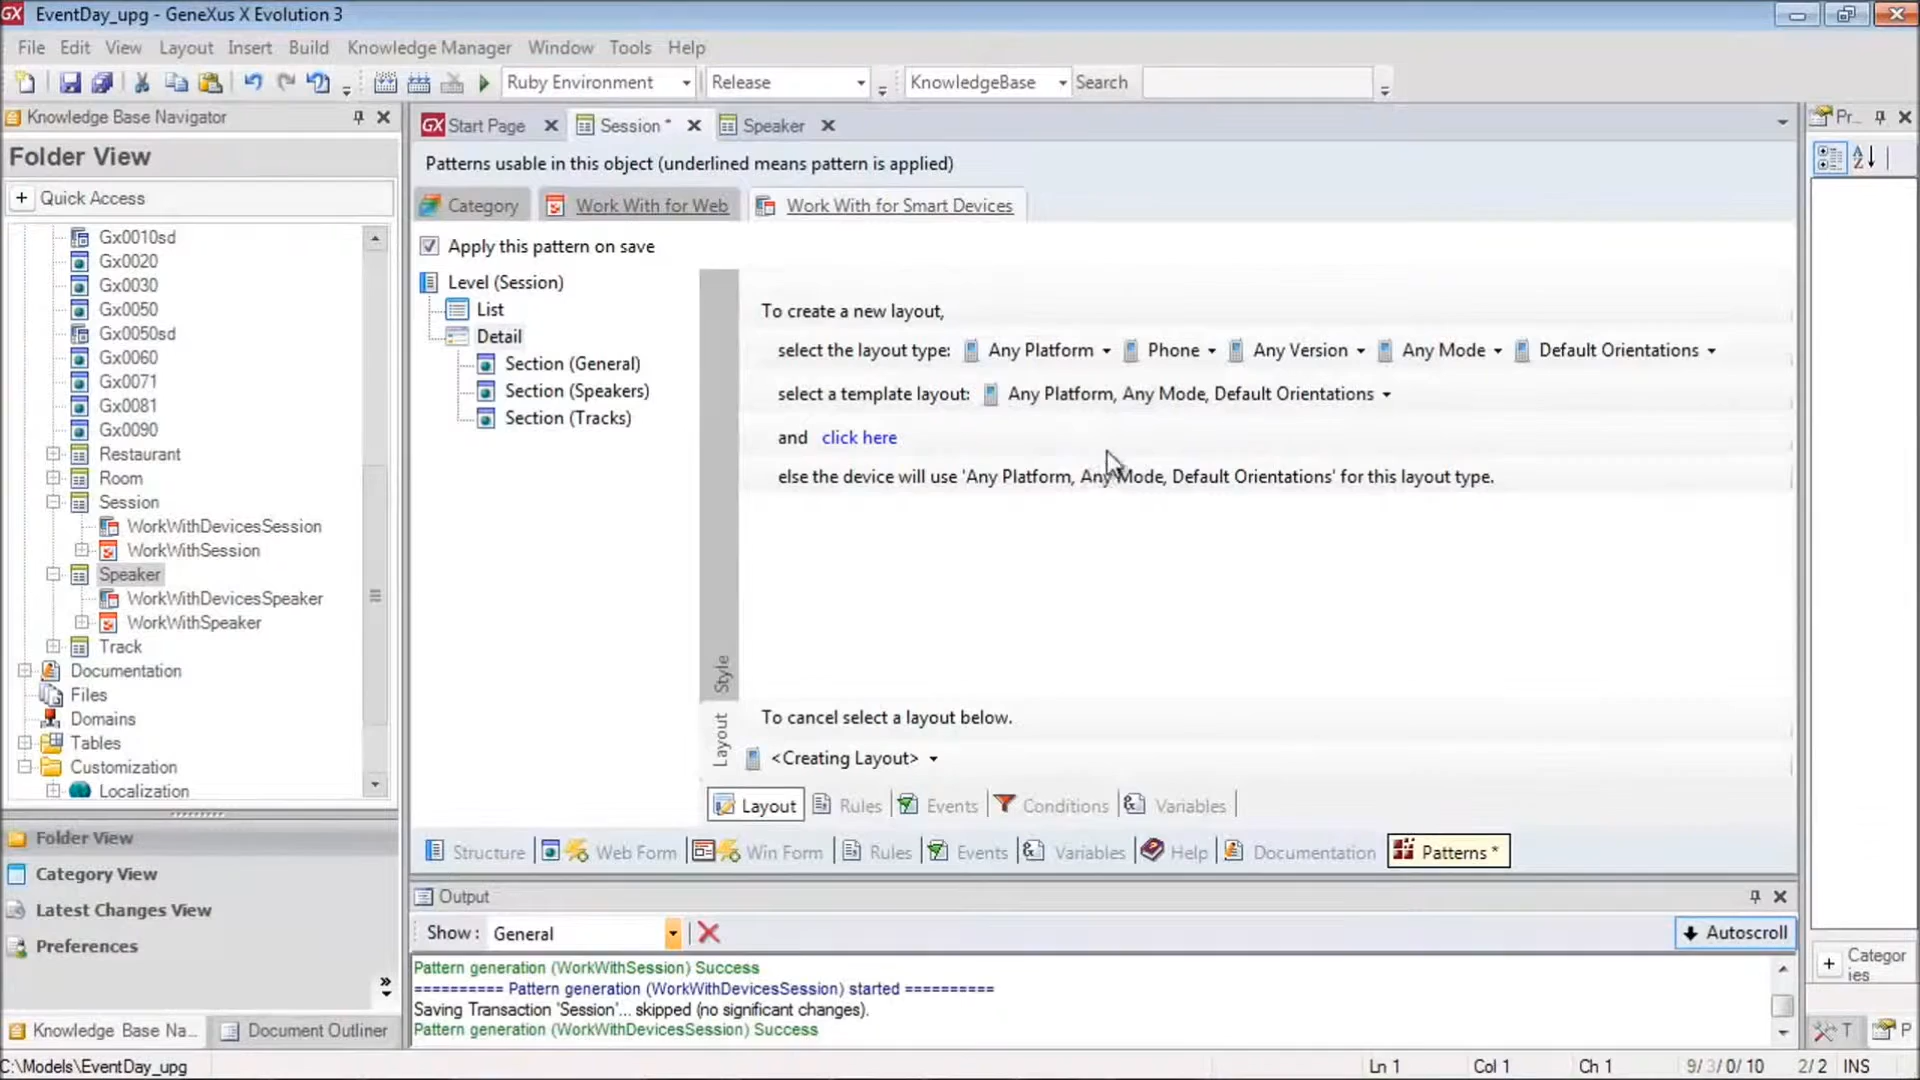 EventDay_upg - GeneXus X Evolution 3
File Edit View Layout Insert Build Knowledge Manager Window Tools Help
Ruby Environment Release KnowledgeBase Search
Knowledge Base Navigator
Folder View
Quick Access
Gx0010sd
Gx0020
Gx0030
Gx0050
Gx0050sd
Gx0060
Gx0071
Gx0081
Gx0090
Restaurant
Room
Session
WorkWithDevicesSession
WorkWithSession
Speaker
WorkWithDevicesSpeaker
WorkWithSpeaker
Track
Documentation
Files
Domains
Tables
Customization
Localization
Folder View
Category View
Latest Changes View
Preferences
Knowledge Base Na... Document Outliner
Start Page Session * Speaker
Patterns usable in this object (underlined means pattern is applied)
Category Work With for Web Work With for Smart Devices
Apply this pattern on save
Level (Session)
List
Detail
Section (General)
Section (Speakers)
Section (Tracks)
Style
Layout
To create a new layout,
select the layout type: Any Platform Phone Any Version Any Mode Default Orientations
select a template layout: Any Platform, Any Mode, Default Orientations
and click here
else the device will use 'Any Platform, Any Mode, Default Orientations' for this layout type.
To cancel select a layout below.
<Creating Layout>
Layout Rules Events Conditions Variables
Structure Web Form Win Form Rules Events Variables Help Documentation Patterns *
Output
Show : General Autoscroll
Pattern generation (WorkWithSession) Success
========== Pattern generation (WorkWithDevicesSession) started ==========
Saving Transaction 'Session'... skipped (no significant changes).
Pattern generation (WorkWithDevicesSession) Success
Pr...
Categor
ies
T P
C:\Models\EventDay_upg Ln 1 Col 1 Ch 1 9/ 3/0/ 10 2/2 INS